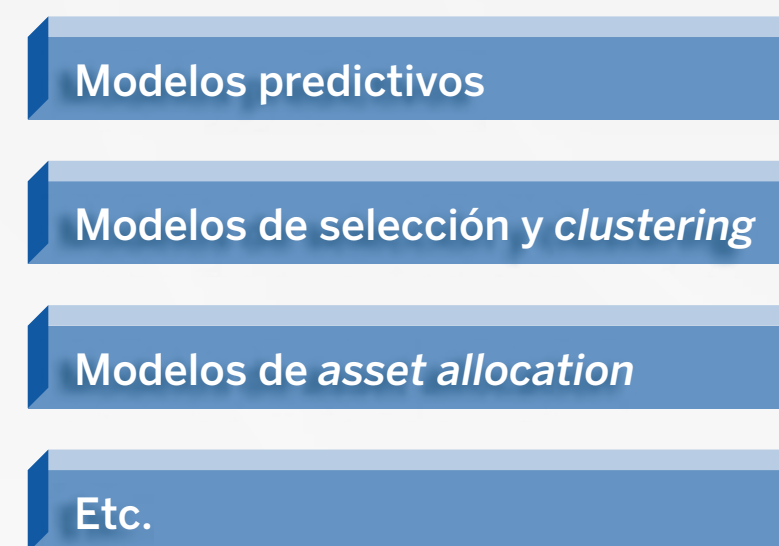 Modelos predictivos
Modelos de selección y clustering
Modelos de asset allocation
Etc.